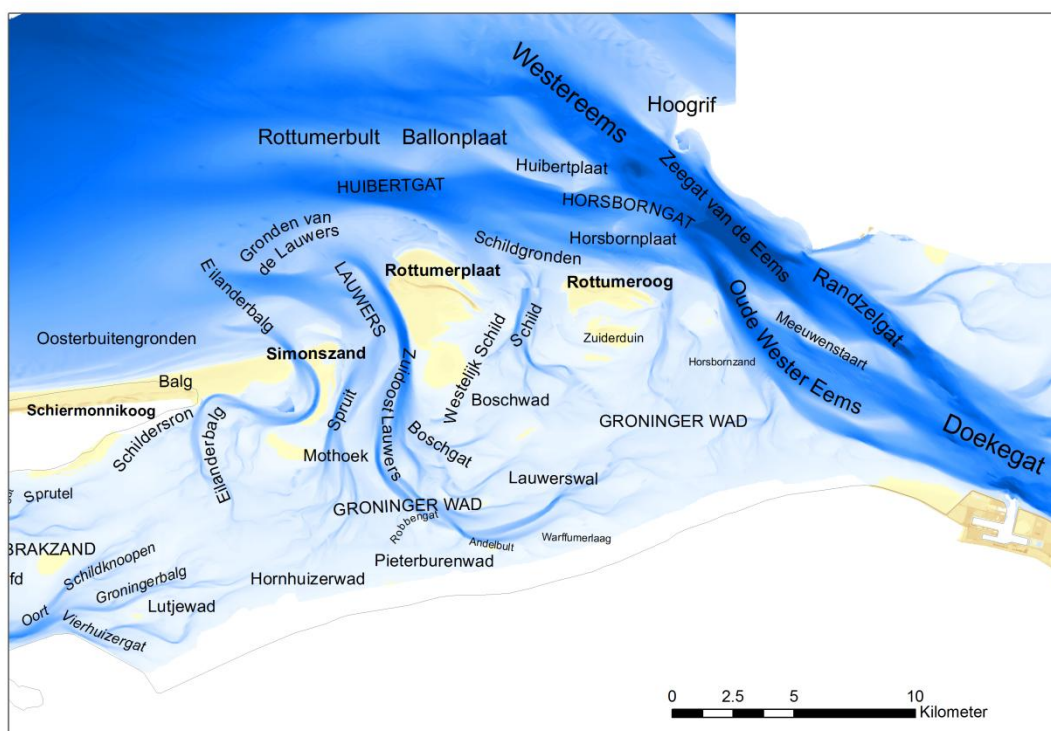 Westereems
Hoogrif
Rottumerbult
Ballonplaat
Huibertplaat
Zeegat van de Eems
HUIBERTGAT
HORSBORNGAT
Gronden van
de Lauwers
Schildgronden
Horsbornplaat
Eilanderbalg
LAUWERS
Rottumerplaat
Rottumeroog
Oude Wester Eems
Randzelgat
Schild
Meeuwenstaart
Oosterbuitengronden
Simonszand
Zuidoost Lauwers
Westelijk Schild
Zuiderduin
Horsbornzand
Balg
Schiermonnikoog
Schildersron
Eilanderbalg
Spruit
Boschwad
GRONINGER WAD
Doekegat
Mothoek
Boschgat
Lauwerswal
Sprutel
GRONINGER WAD
Robbengat
Andelbult
Warffumerlaag
BRAKZAND
Schildknoopen
Pieterburenwad
fd
Groningerbalg
Hornhuizerwad
Oort
Lutjewad
Vierhuizergat
0 2.5 5 10
Kilometer